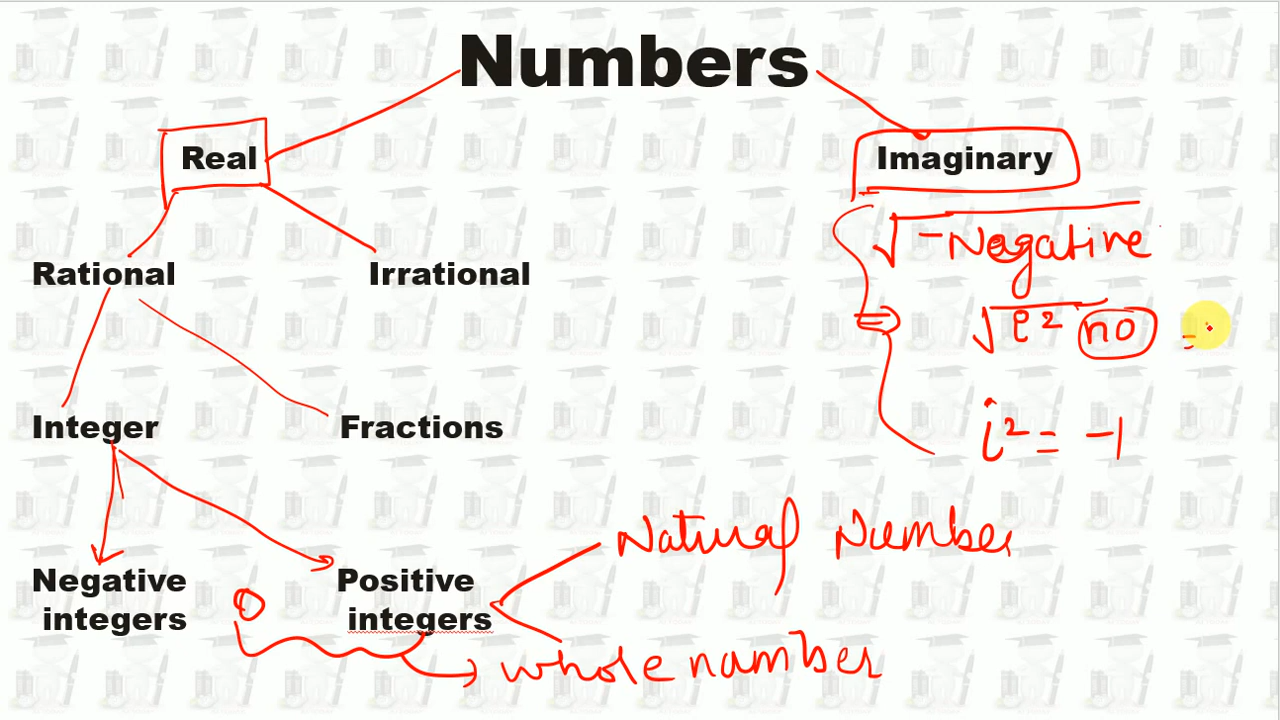 Numbers
Real
Imaginary
√-Negative
Rational
Irrational
√i² no =
Integer
Fractions
i² = -1
Natural Number
Negative
integers
0
Positive
integers
whole number